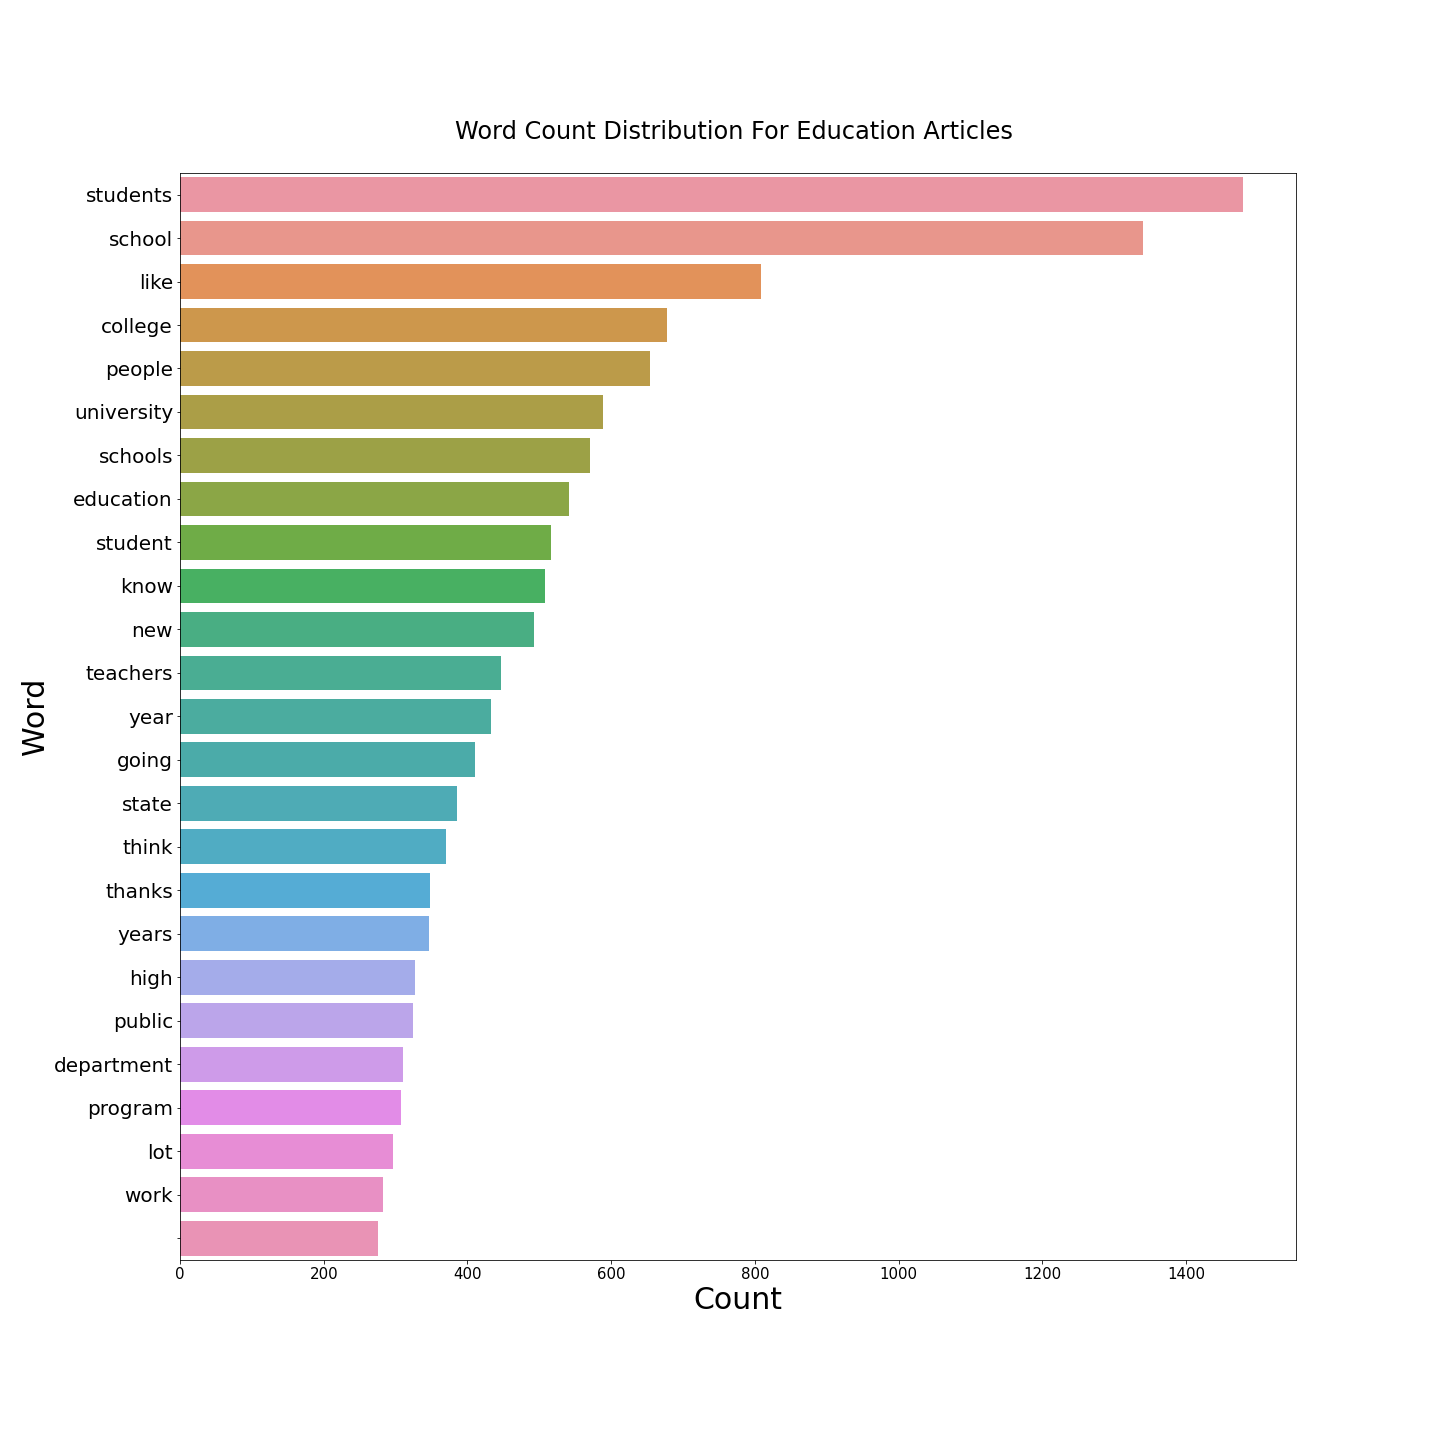 Word Count Distribution For Education Articles
students
school
like
college
people
university
schools
education
student
know
new
teachers
year
going
state
think
thanks
years
high
public
department
program
lot
work
Word
0 200 400 600 800 1000 1200 1400
Count